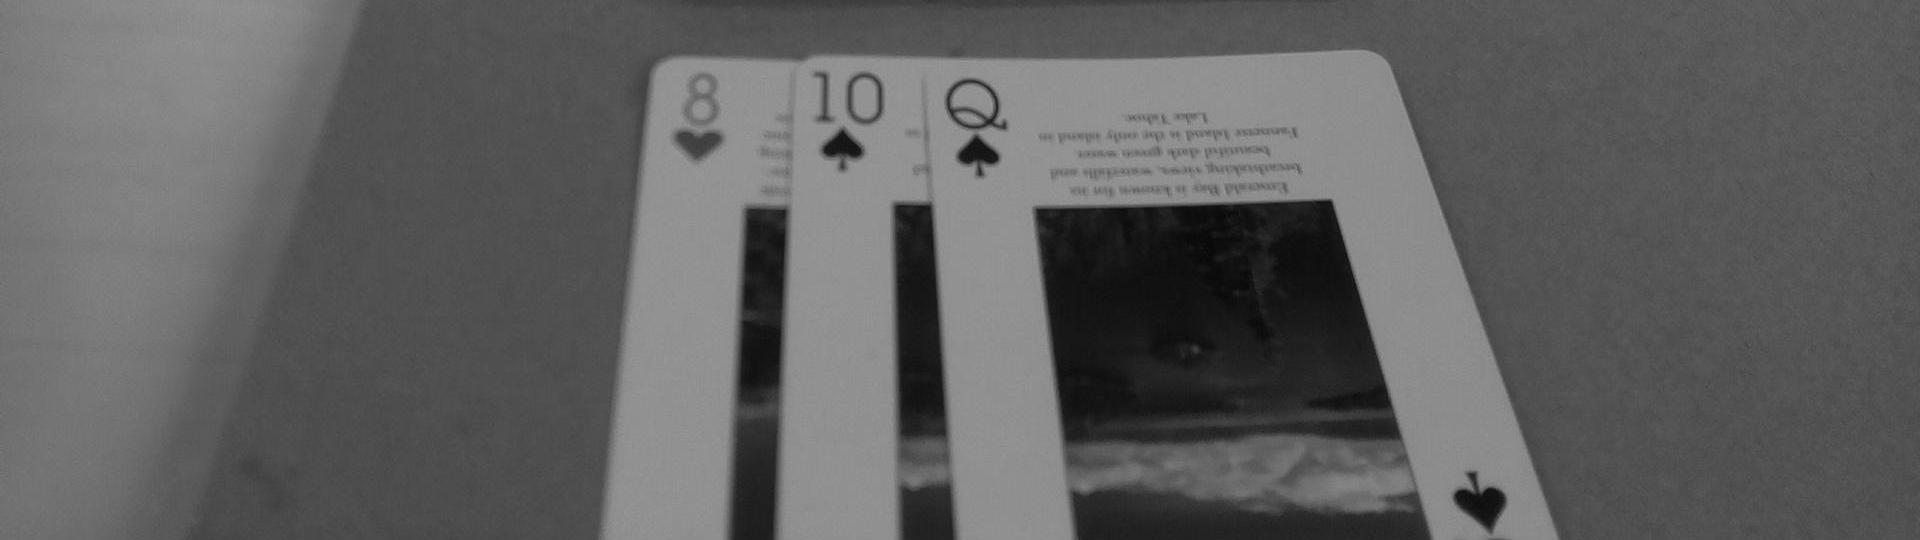 8
10
Q
Emerald Bay is known for its
breathtaking views, waterfalls and
beautiful dark green water.
Fannette Island is the only island in
Lake Tahoe.